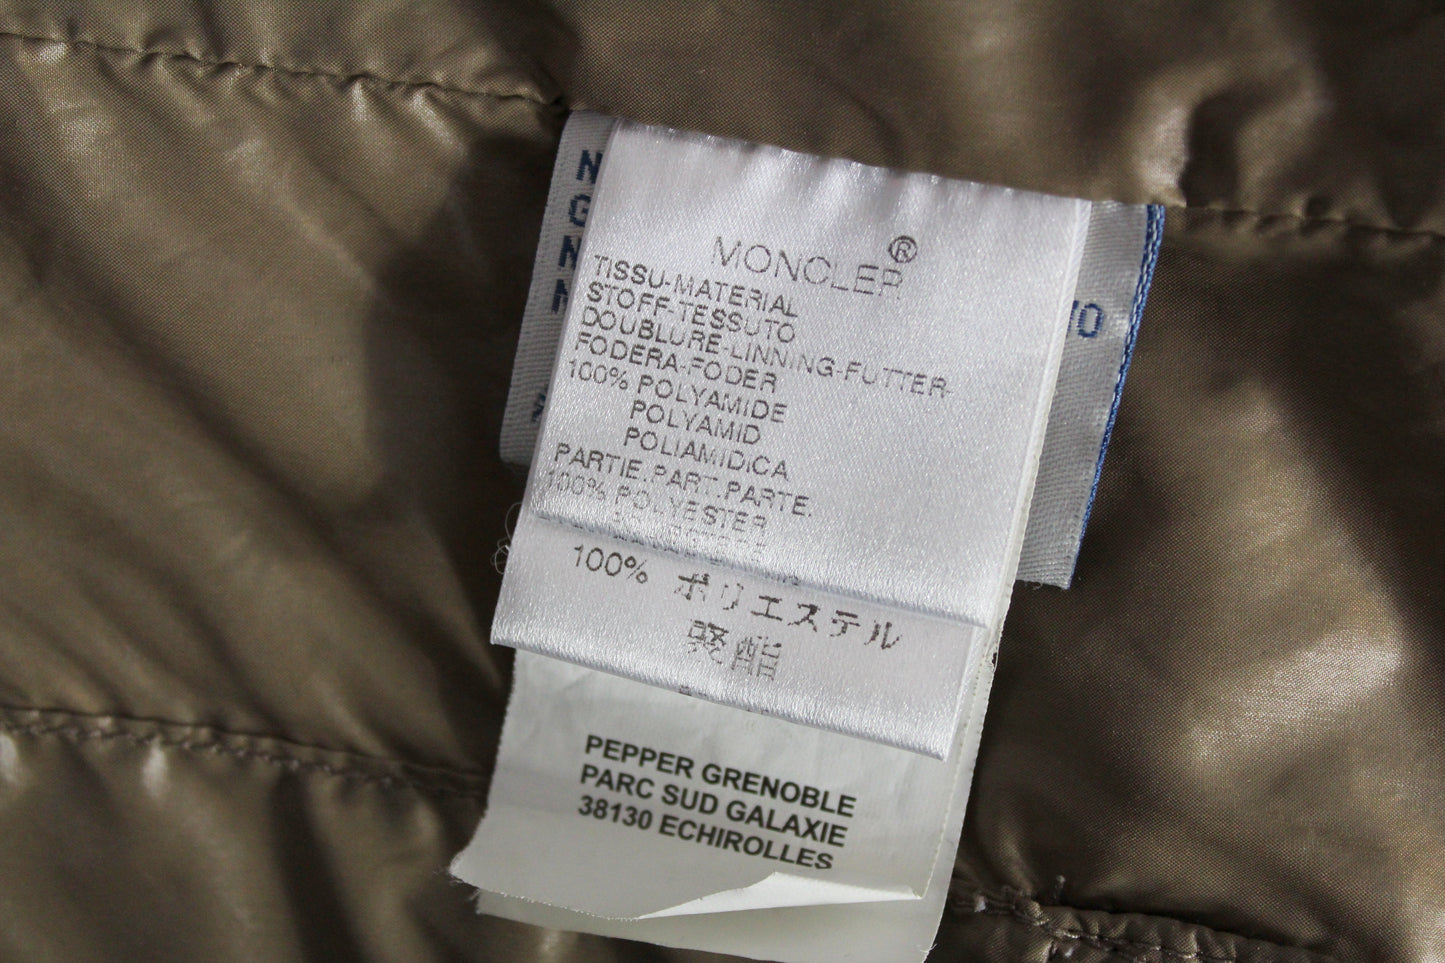 MONCLER®
TISSU-MATERIAL
STOFF-TESSUTO
DOUBLURE-LINNING-FUTTER-
FODERA-FODER
100% POLYAMIDE
POLYAMID
POLIAMIDICA
PARTIE.PART.PARTE.
100% POLYESTER
100% ポリエステル
PEPPER GRENOBLE
PARC SUD GALAXIE
38130 ECHIROLLES